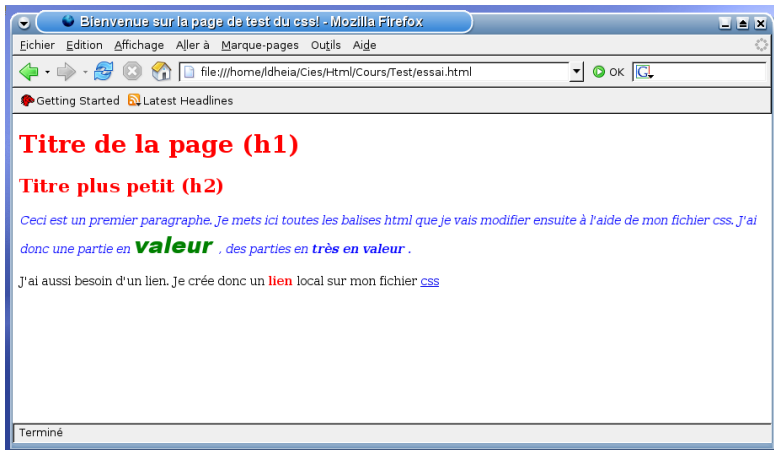 Bienvenue sur la page de test du css! - Mozilla Firefox
Fichier Edition Affichage Aller à Marque-pages Outils Aide
file:///home/ldheia/Cies/Html/Cours/Test/essai.html OK G
Getting Started Latest Headlines
Titre de la page (h1)
Titre plus petit (h2)
Ceci est un premier paragraphe. Je mets ici toutes les balises html que je vais modifier ensuite à l'aide de mon fichier css. J'ai
donc une partie en valeur , des parties en très en valeur .
J'ai aussi besoin d'un lien. Je crée donc un lien local sur mon fichier css
Terminé